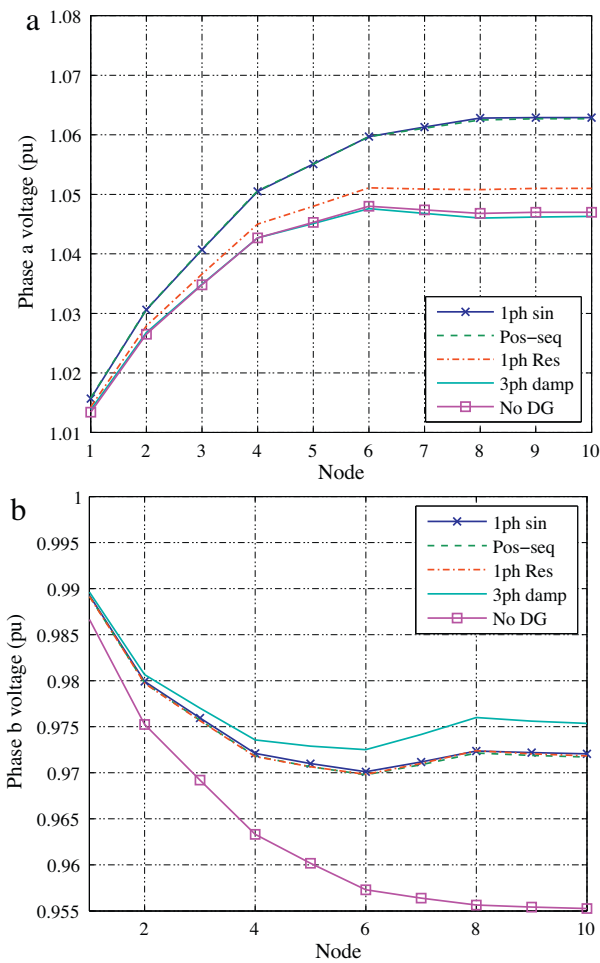 a
1.08
1.07
1.06
1.05
1.04
1.03
1.02
1.01
Phase a voltage (pu)
1ph sin
Pos-seq
1ph Res
3ph damp
No DG
1 2 3 4 5 6 7 8 9 10
Node
b
1
0.995
0.99
0.985
0.98
0.975
0.97
0.965
0.96
0.955
Phase b voltage (pu)
1ph sin
Pos-seq
1ph Res
3ph damp
No DG
2 4 6 8 10
Node